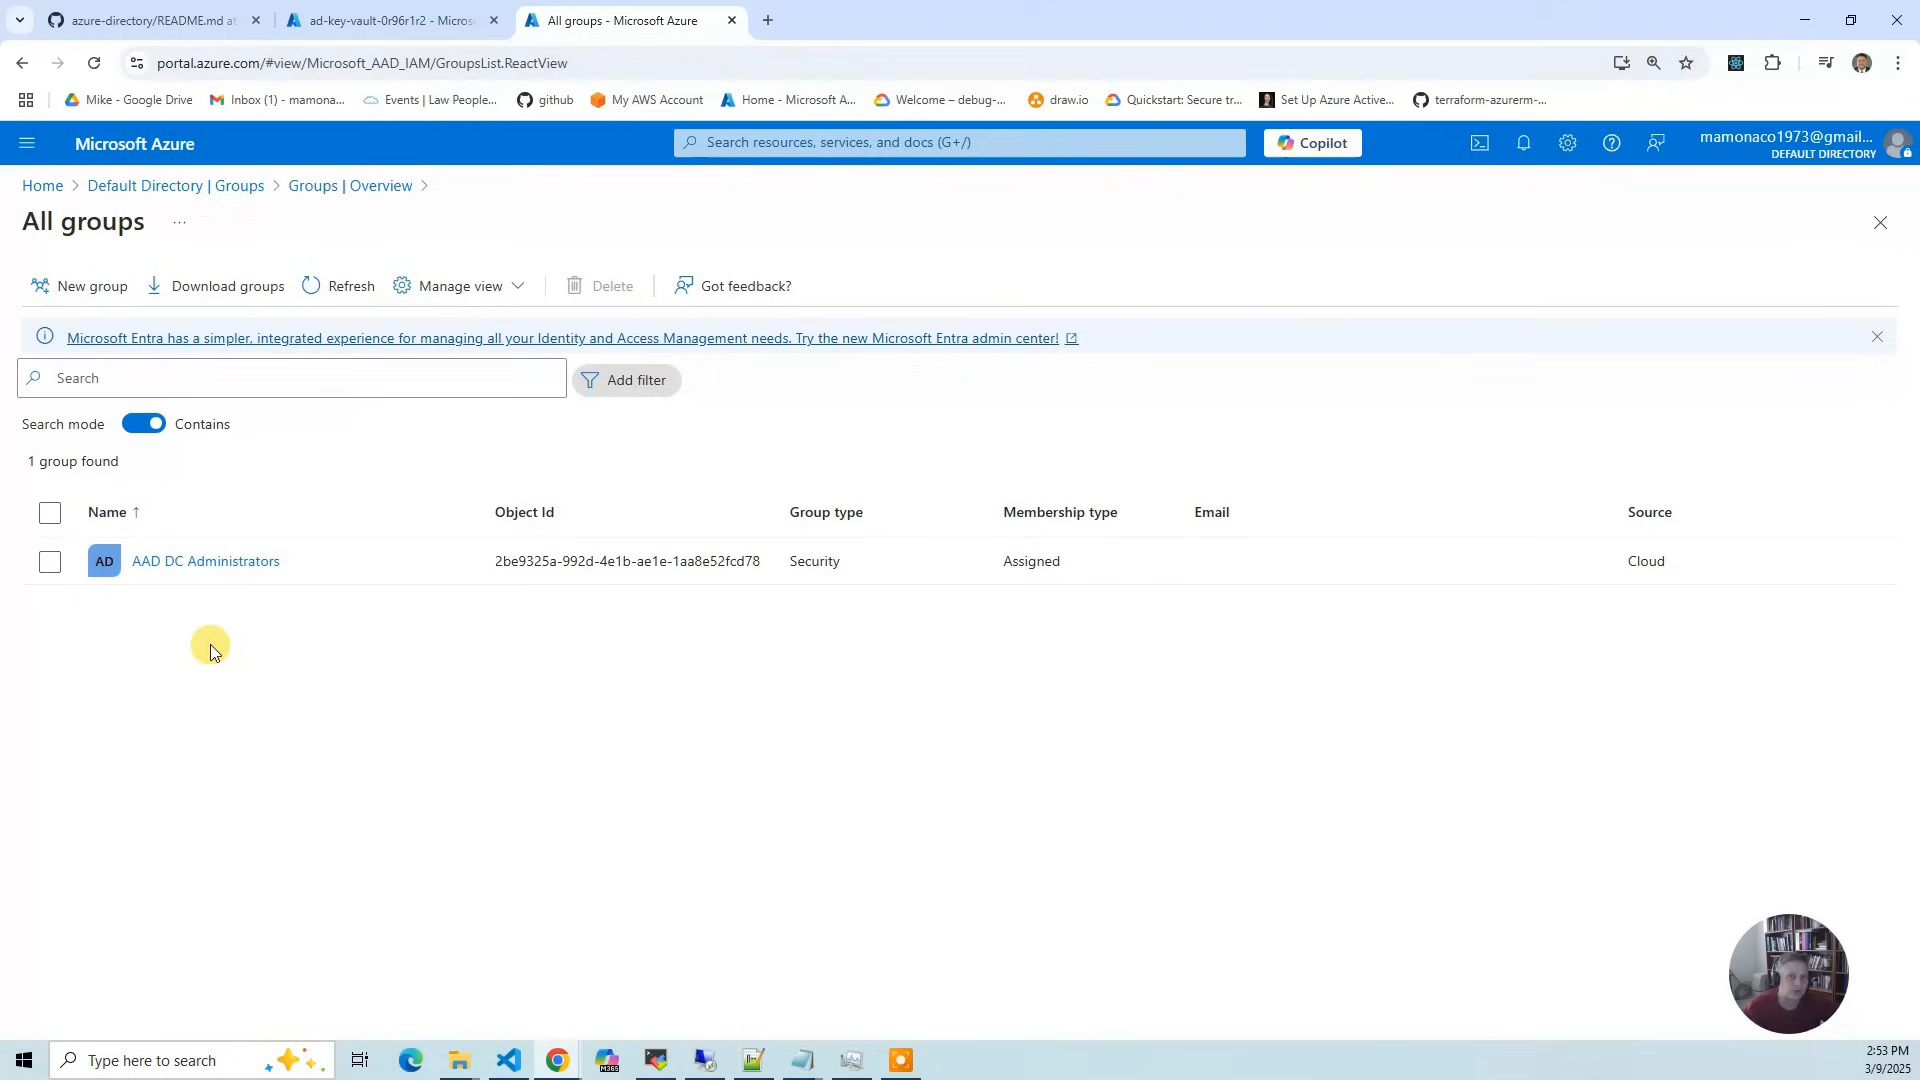 azure-directory/README.md at
ad-key-vault-0r96r1r2 - Micros
All groups - Microsoft Azure
portal.azure.com/#view/Microsoft_AAD_IAM/GroupsList.ReactView
Mike - Google Drive
Inbox (1) - mamona...
Events | Law People...
github
My AWS Account
Home - Microsoft A...
Welcome – debug-...
draw.io
Quickstart: Secure tr...
Set Up Azure Active...
terraform-azurerm-...
Microsoft Azure
Search resources, services, and docs (G+/)
Copilot
mamonaco1973@gmail...
DEFAULT DIRECTORY
Home > Default Directory | Groups > Groups | Overview >
All groups ...
New group
Download groups
Refresh
Manage view
Delete
Got feedback?
Microsoft Entra has a simpler, integrated experience for managing all your Identity and Access Management needs. Try the new Microsoft Entra admin center!
Search
Add filter
Search mode
Contains
1 group found
Name ↑ Object Id Group type Membership type Email Source
AD AAD DC Administrators 2be9325a-992d-4e1b-ae1e-1aa8e52fcd78 Security Assigned Cloud
Type here to search
M365
2:53 PM
3/9/2025